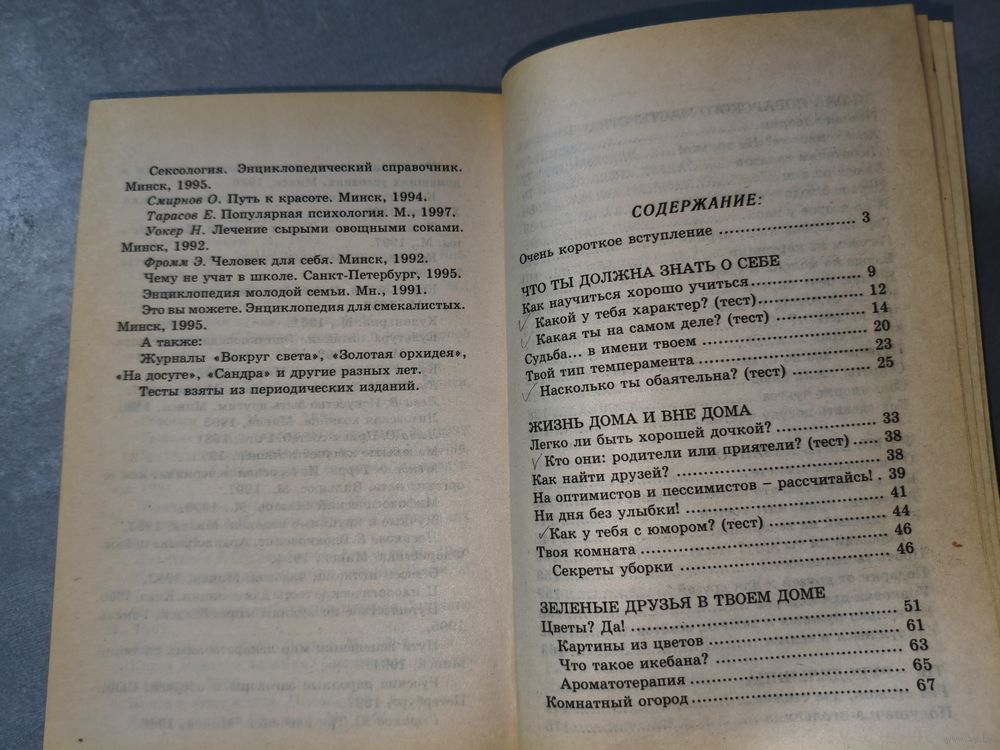 Сексология. Энциклопедический справочник.
Минск, 1995.
Смирнов О. Путь к красоте. Минск, 1994.
Тарасов Е. Популярная психология. М., 1997.
Уокер Н. Лечение сырыми овощными соками.
Минск, 1992.
Фромм Э. Человек для себя. Минск, 1992.
Чему не учат в школе. Санкт-Петербург, 1995.
Энциклопедия молодой семьи. Мн., 1991.
Это вы можете. Энциклопедия для смекалистых.
Минск, 1995.
А также:
Журналы «Вокруг света», «Золотая орхидея»,
«На досуге», «Сандра» и другие разных лет.
Тесты взяты из периодических изданий.
СОДЕРЖАНИЕ:
Очень короткое вступление ..................... 3
ЧТО ТЫ ДОЛЖНА ЗНАТЬ О СЕБЕ
Как научиться хорошо учиться................. 9
Какой у тебя характер? (тест)................. 12
Какая ты на самом деле? (тест) .............. 14
Судьба... в имени твоем ......................... 20
Твой тип темперамента .......................... 23
Насколько ты обаятельна? (тест) ............ 25
ЖИЗНЬ ДОМА И ВНЕ ДОМА
Легко ли быть хорошей дочкой? .............. 33
Кто они: родители или приятели? (тест) ..... 38
Как найти друзей? ............................... 38
На оптимистов и пессимистов – рассчитайсь! . 39
Ни дня без улыбки! .............................. 41
Как у тебя с юмором? (тест) .................. 44
Твоя комната ..................................... 46
Секреты уборки .................................. 46
ЗЕЛЕНЫЕ ДРУЗЬЯ В ТВОЕМ ДОМЕ
Цветы? Да! ........................................ 51
Картины из цветов .............................. 61
Что такое икебана? ............................. 63
Ароматотерапия ................................. 65
Комнатный огород ............................... 67